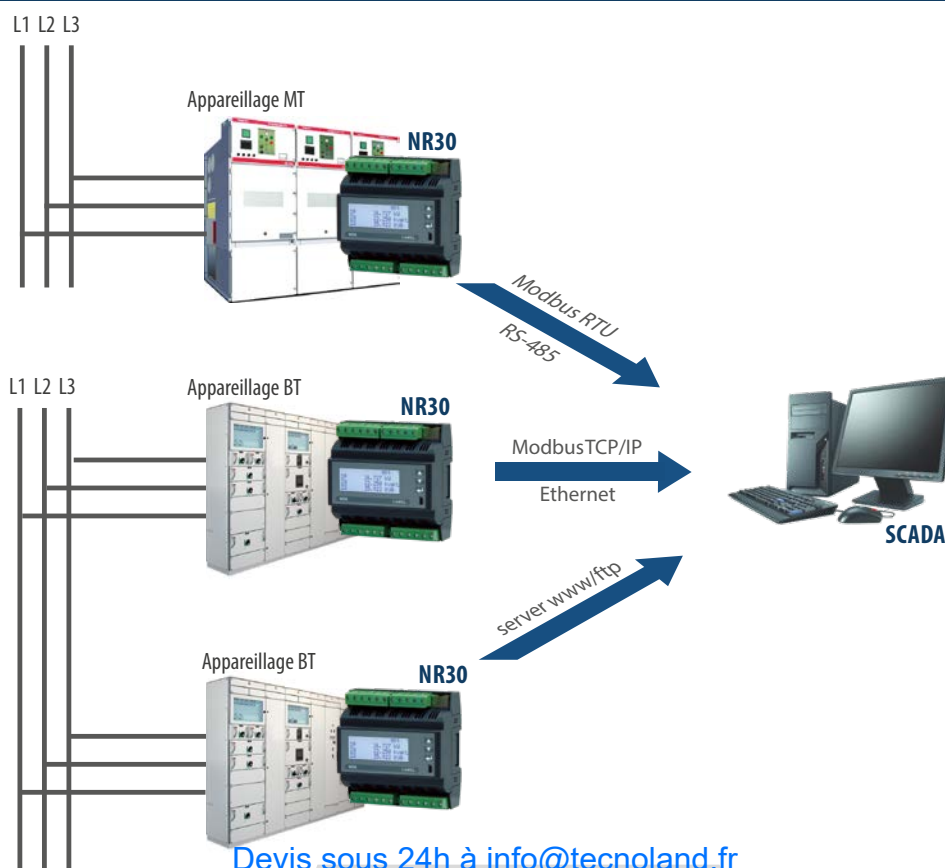 L1 L2 L3
Appareillage MT
NR30
Modbus RTU
RS-485
L1 L2 L3
Appareillage BT
NR30
ModbusTCP/IP
Ethernet
SCADA
server www/ftp
Appareillage BT
NR30
Devis sous 24h à info@tecnoland.fr